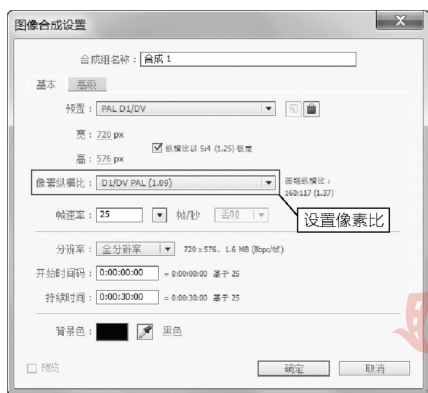 图像合成设置
合成组名称： 合成 1
基本 高级
预置： PAL D1/DV
宽： 720 px
纵横比以 5:4 (1.25) 锁定
高： 576 px
像素纵横比： D1/DV PAL (1.09)
画幅纵横比：
160:117 (1.37)
帧速率： 25 帧/秒 丢帧
设置像素比
分辨率： 全分辨率 720 x 576，1.6 MB (8bpc/帧)
开始时间码： 0:00:00:00 = 0:00:00:00 基于 25
持续时间： 0:00:30:00 = 0:00:30:00 基于 25
背景色： 黑色
预览 确定 取消